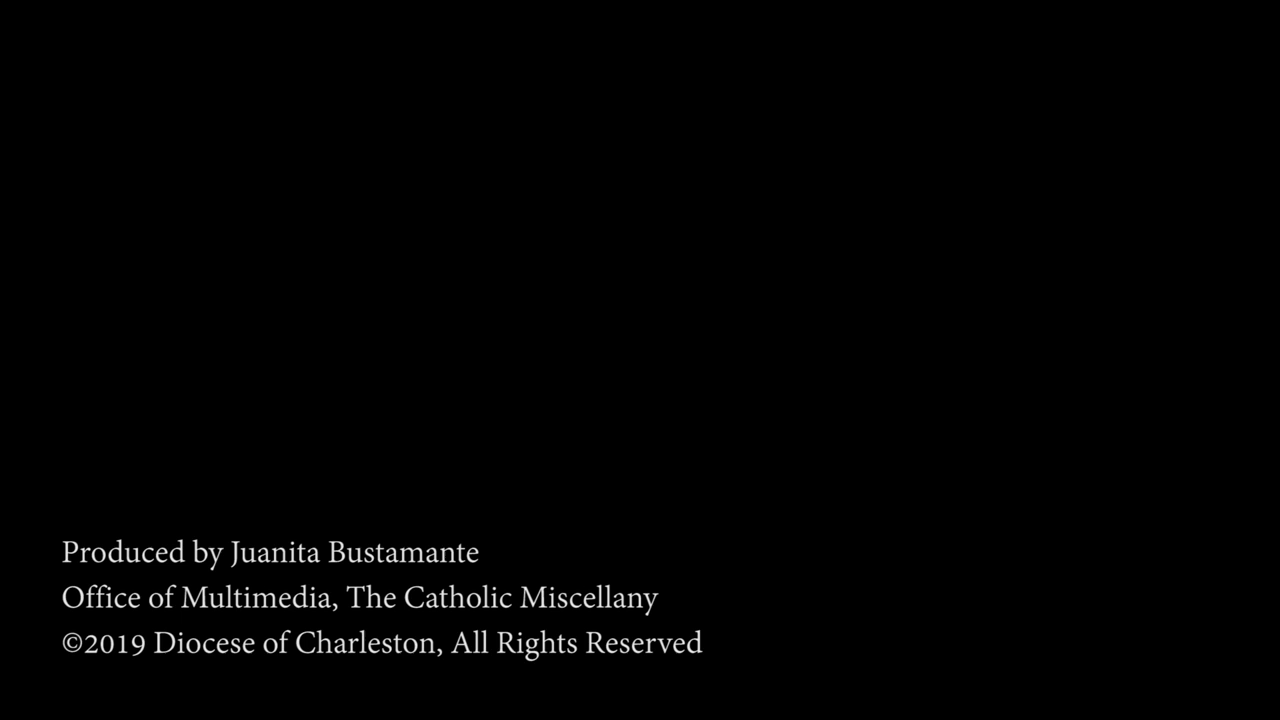 Produced by Juanita Bustamante
Office of Multimedia, The Catholic Miscellany
©2019 Diocese of Charleston, All Rights Reserved